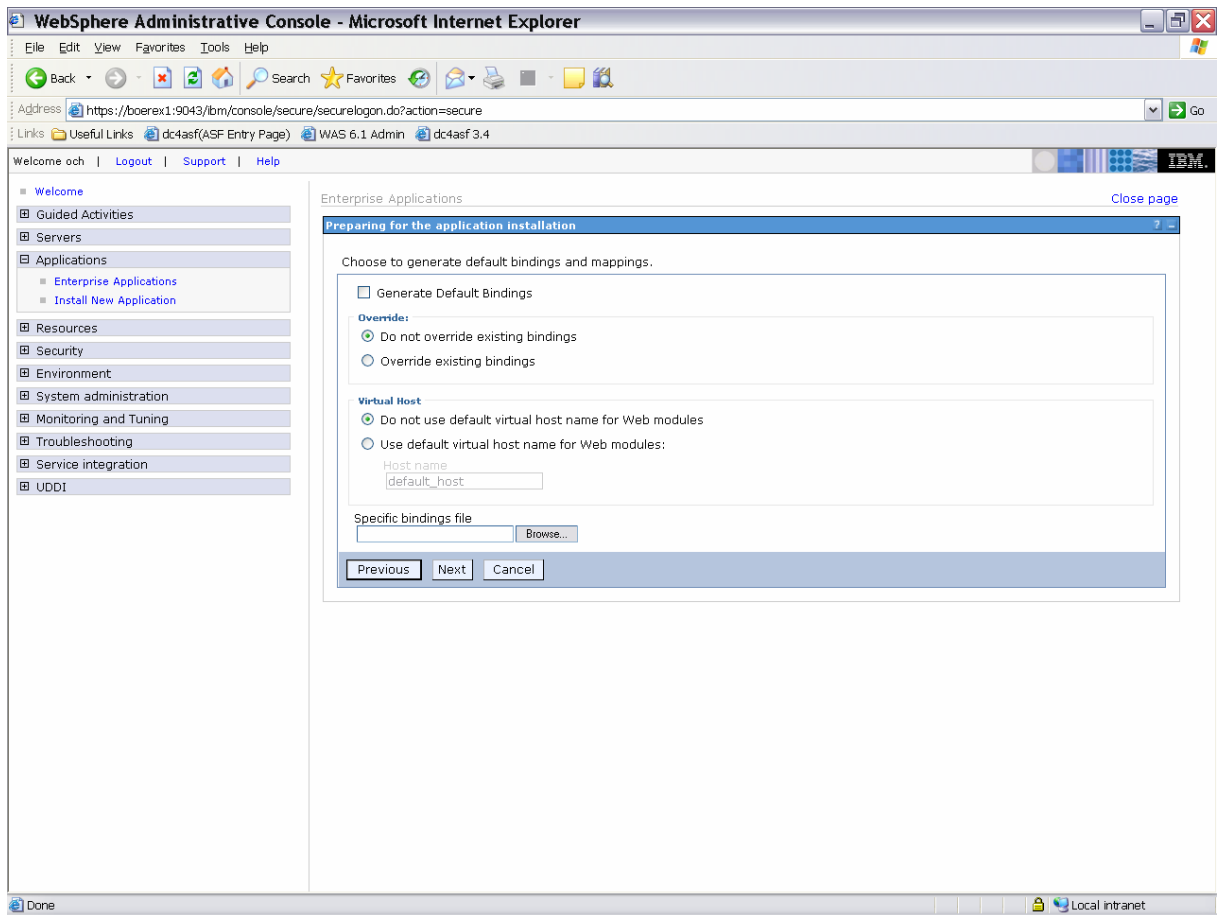 WebSphere Administrative Console - Microsoft Internet Explorer
File Edit View Favorites Tools Help
Back Search Favorites
Address https://boerex1:9043/ibm/console/secure/securelogon.do?action=secure Go
Links Useful Links dc4asf(ASF Entry Page) WAS 6.1 Admin dc4asf 3.4
Welcome och | Logout | Support | Help IBM.
Welcome
Guided Activities
Servers
Applications
Enterprise Applications
Install New Application
Resources
Security
Environment
System administration
Monitoring and Tuning
Troubleshooting
Service integration
UDDI
Enterprise Applications Close page
Preparing for the application installation ? -
Choose to generate default bindings and mappings.
Generate Default Bindings
Override:
Do not override existing bindings
Override existing bindings
Virtual Host
Do not use default virtual host name for Web modules
Use default virtual host name for Web modules:
Host name
default_host
Specific bindings file
Browse...
Previous Next Cancel
Done Local intranet